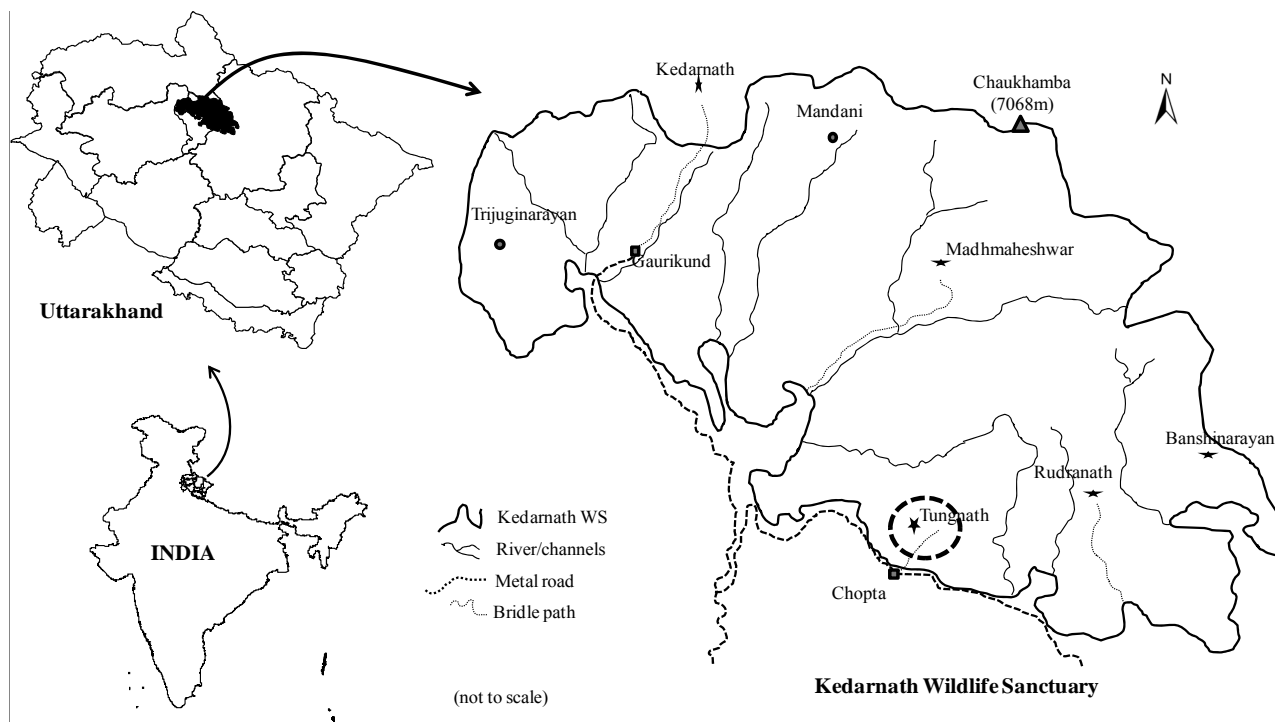 Kedarnath
Chaukhamba
(7068m)
N
Mandani
Trijuginarayan
Gaurikund
Madhmaheshwar
Uttarakhand
Banshinarayan
Rudranath
Tungnath
Chopta
INDIA
Kedarnath WS
River/channels
Metal road
Bridle path
(not to scale)
Kedarnath Wildlife Sanctuary